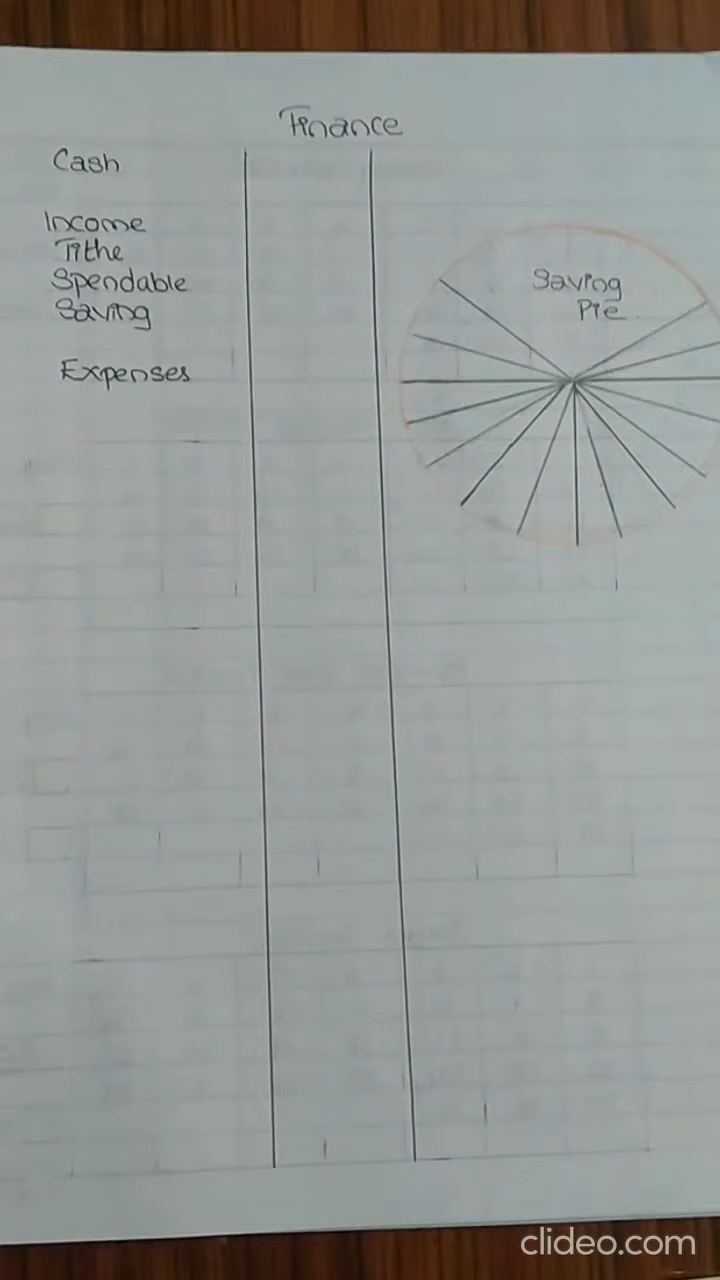 Finance
Cash
Income
Tithe
Spendable
Saving
Expenses
Saving
Pie
clideo.com